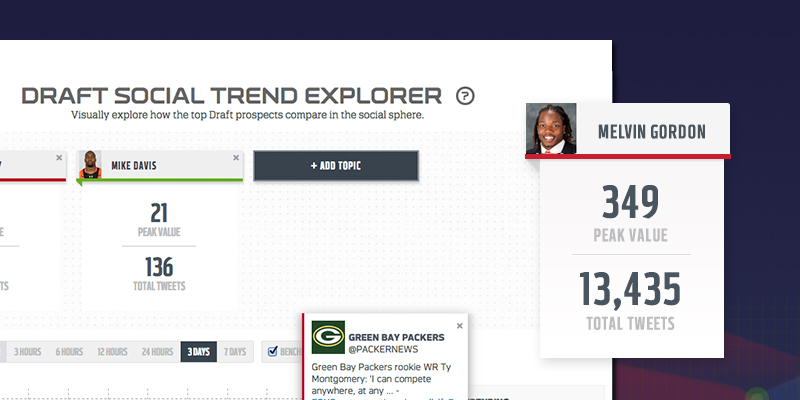 DRAFT SOCIAL TREND EXPLORER ?
Visually explore how the top Draft prospects compare in the social sphere.
MIKE DAVIS
+ ADD TOPIC
21
PEAK VALUE
136
TOTAL TWEETS
MELVIN GORDON
349
PEAK VALUE
13,435
TOTAL TWEETS
3 HOURS 6 HOURS 12 HOURS 24 HOURS 3 DAYS 7 DAYS
G
GREEN BAY PACKERS
@PACKERNEWS
Green Bay Packers rookie WR Ty
Montgomery: 'I can compete
anywhere, at any ... -